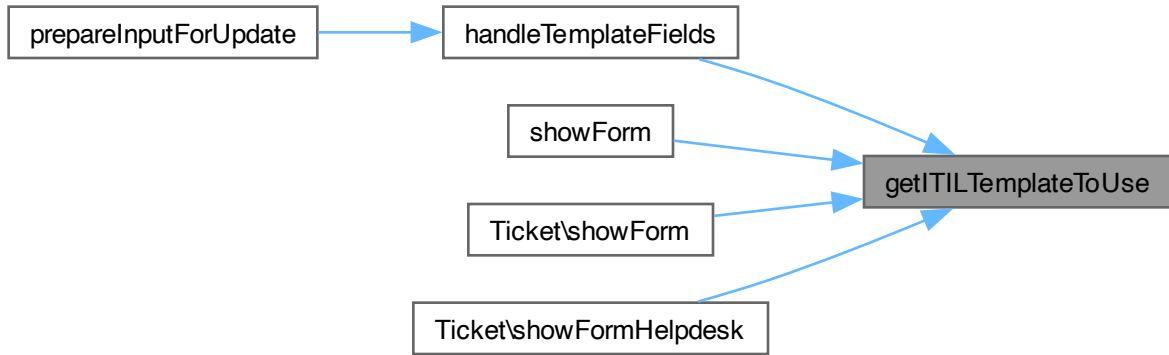 prepareInputForUpdate
handleTemplateFields
showForm
getITILTemplateToUse
Ticket\showForm
Ticket\showFormHelpdesk